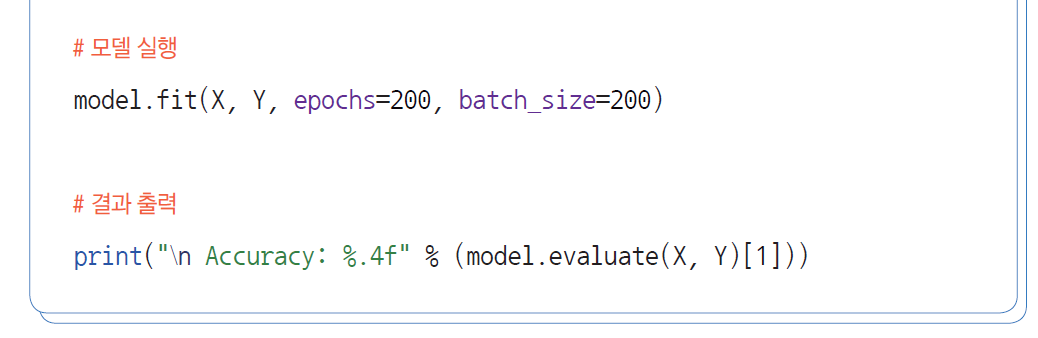 # 모델 실행
model.fit(X, Y, epochs=200, batch_size=200)
# 결과 출력
print("\n Accuracy: %.4f" % (model.evaluate(X, Y)[1]))